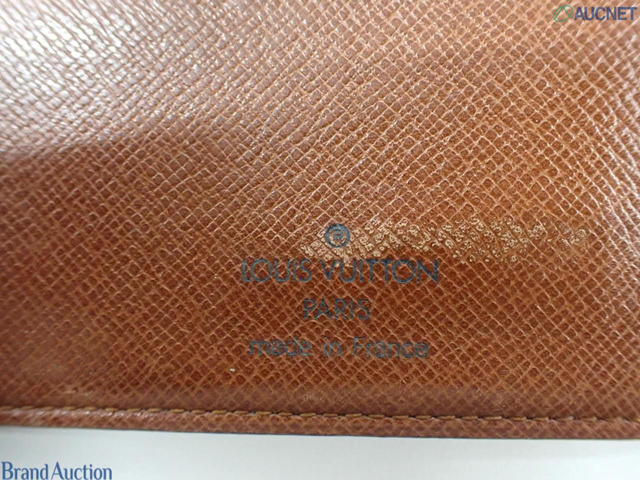 AUCNET
®
LOUIS VUITTON
PARIS
made in France
Brand Auction